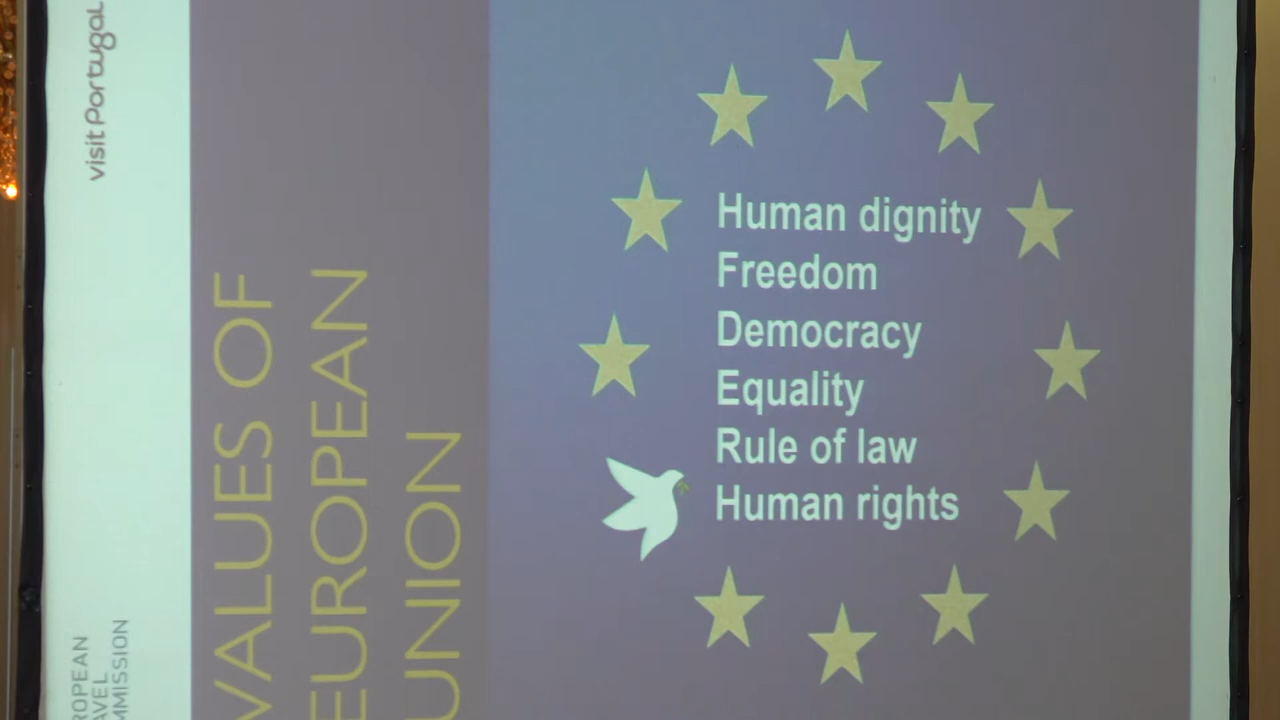 visit Portugal
VALUES OF
EUROPEAN
UNION
Human dignity
Freedom
Democracy
Equality
Rule of law
Human rights